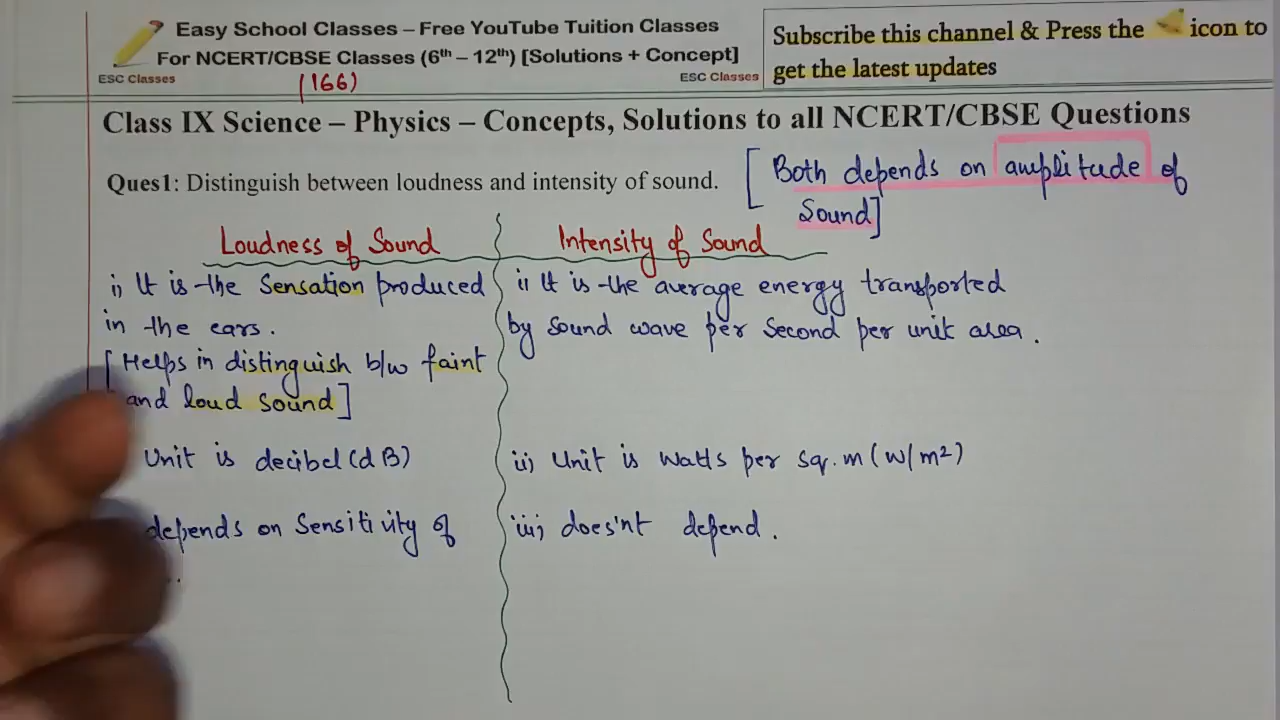 Easy School Classes – Free YouTube Tuition Classes
For NCERT/CBSE Classes (6th – 12th) [Solutions + Concept]
ESC Classes
ESC Classes
(166)
Subscribe this channel & Press the icon to
get the latest updates
Class IX Science – Physics – Concepts, Solutions to all NCERT/CBSE Questions
Ques1: Distinguish between loudness and intensity of sound.
[Both depends on amplitude of
Sound]
Loudness of Sound
i) It is the Sensation produced
in the ears.
[Helps in distinguish b/w faint
and loud sound]
Unit is decibel (dB)
depends on Sensitivity of
Intensity of Sound
i) It is the average energy transported
by sound wave per second per unit area.
ii) Unit is Watts per sq.m (W/m²)
iii) does'nt depend.